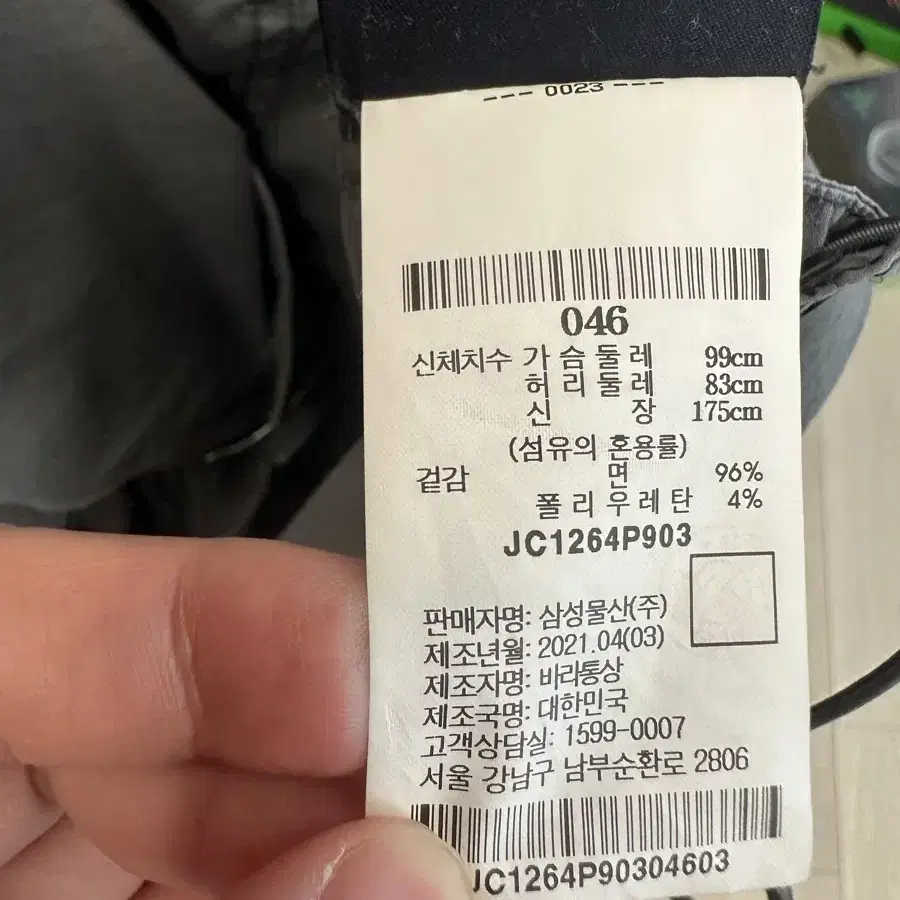 --- 0023 ---
046
신체치수 가슴둘레 99cm
허리둘레 83cm
신장 175cm
(섬유의 혼용률)
겉감 면 96%
폴리우레탄 4%
JC1264P903
판매자명: 삼성물산(주)
제조년월: 2021.04(03)
제조자명: 바라통상
제조국명: 대한민국
고객상담실: 1599-0007
서울 강남구 남부순환로 2806
JC1264P90304603